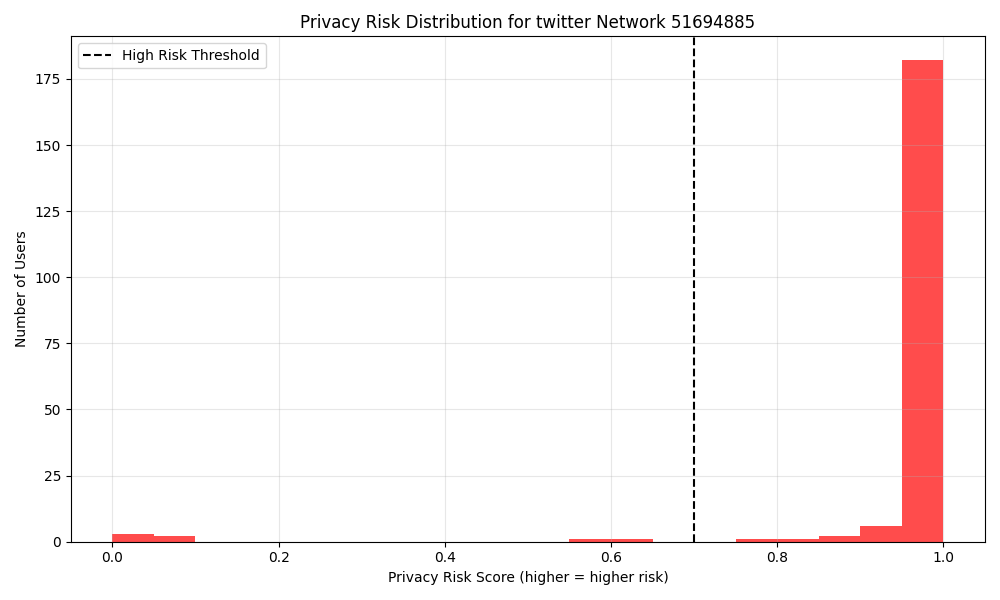 Privacy Risk Distribution for twitter Network 51694885
High Risk Threshold
175
150
125
100
75
50
25
0
Number of Users
0.0 0.2 0.4 0.6 0.8 1.0
Privacy Risk Score (higher = higher risk)